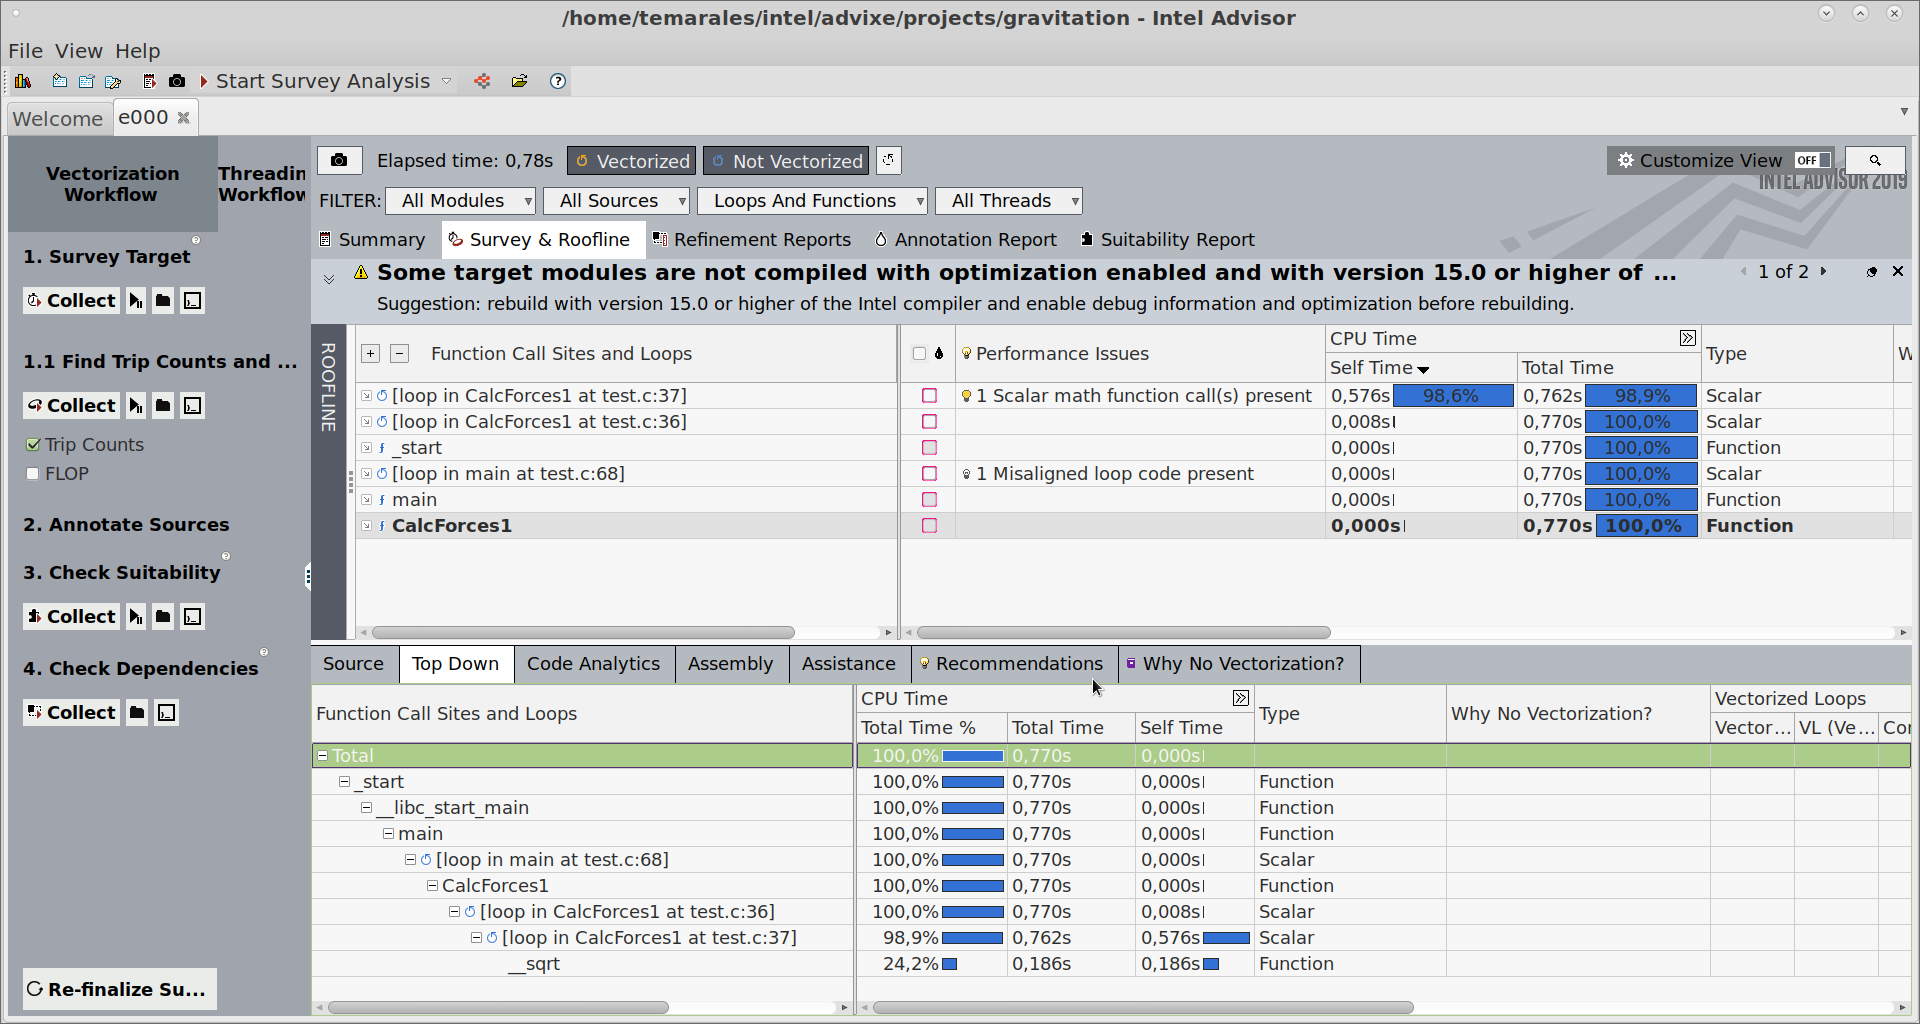 /home/temarales/intel/advixe/projects/gravitation - Intel Advisor
File View Help
Start Survey Analysis
Welcome e000
Vectorization Workflow
Threadin Workflow
Elapsed time: 0,78s Vectorized Not Vectorized Customize View OFF
INTEL ADVISOR 2019
FILTER: All Modules All Sources Loops And Functions All Threads
Summary Survey & Roofline Refinement Reports Annotation Report Suitability Report
Some target modules are not compiled with optimization enabled and with version 15.0 or higher of ... 1 of 2
Suggestion: rebuild with version 15.0 or higher of the Intel compiler and enable debug information and optimization before rebuilding.
1. Survey Target
Collect
1.1 Find Trip Counts and ...
Collect
Trip Counts
FLOP
2. Annotate Sources
3. Check Suitability
Collect
4. Check Dependencies
Collect
Re-finalize Su...
ROOFLINE
Function Call Sites and Loops Performance Issues CPU Time Type W
Self Time Total Time
[loop in CalcForces1 at test.c:37] 1 Scalar math function call(s) present 0,576s 98,6% 0,762s 98,9% Scalar
[loop in CalcForces1 at test.c:36] 0,008s 0,770s 100,0% Scalar
_start 0,000s 0,770s 100,0% Function
[loop in main at test.c:68] 1 Misaligned loop code present 0,000s 0,770s 100,0% Scalar
main 0,000s 0,770s 100,0% Function
CalcForces1 0,000s 0,770s 100,0% Function
Source Top Down Code Analytics Assembly Assistance Recommendations Why No Vectorization?
Function Call Sites and Loops CPU Time Type Why No Vectorization? Vectorized Loops
Total Time % Total Time Self Time Vector... VL (Ve... Cor
Total 100,0% 0,770s 0,000s
_start 100,0% 0,770s 0,000s Function
__libc_start_main 100,0% 0,770s 0,000s Function
main 100,0% 0,770s 0,000s Function
[loop in main at test.c:68] 100,0% 0,770s 0,000s Scalar
CalcForces1 100,0% 0,770s 0,000s Function
[loop in CalcForces1 at test.c:36] 100,0% 0,770s 0,008s Scalar
[loop in CalcForces1 at test.c:37] 98,9% 0,762s 0,576s Scalar
__sqrt 24,2% 0,186s 0,186s Function